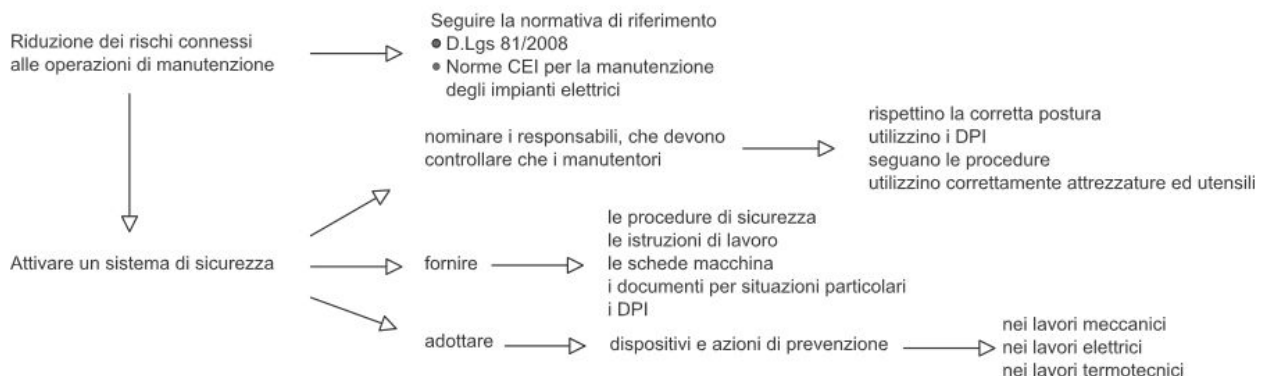 Riduzione dei rischi connessi
alle operazioni di manutenzione
Seguire la normativa di riferimento
● D.Lgs 81/2008
● Norme CEI per la manutenzione
degli impianti elettrici
nominare i responsabili, che devono
controllare che i manutentori
rispettino la corretta postura
utilizzino i DPI
seguano le procedure
utilizzino correttamente attrezzature ed utensili
Attivare un sistema di sicurezza
fornire
le procedure di sicurezza
le istruzioni di lavoro
le schede macchina
i documenti per situazioni particolari
i DPI
adottare
dispositivi e azioni di prevenzione
nei lavori meccanici
nei lavori elettrici
nei lavori termotecnici